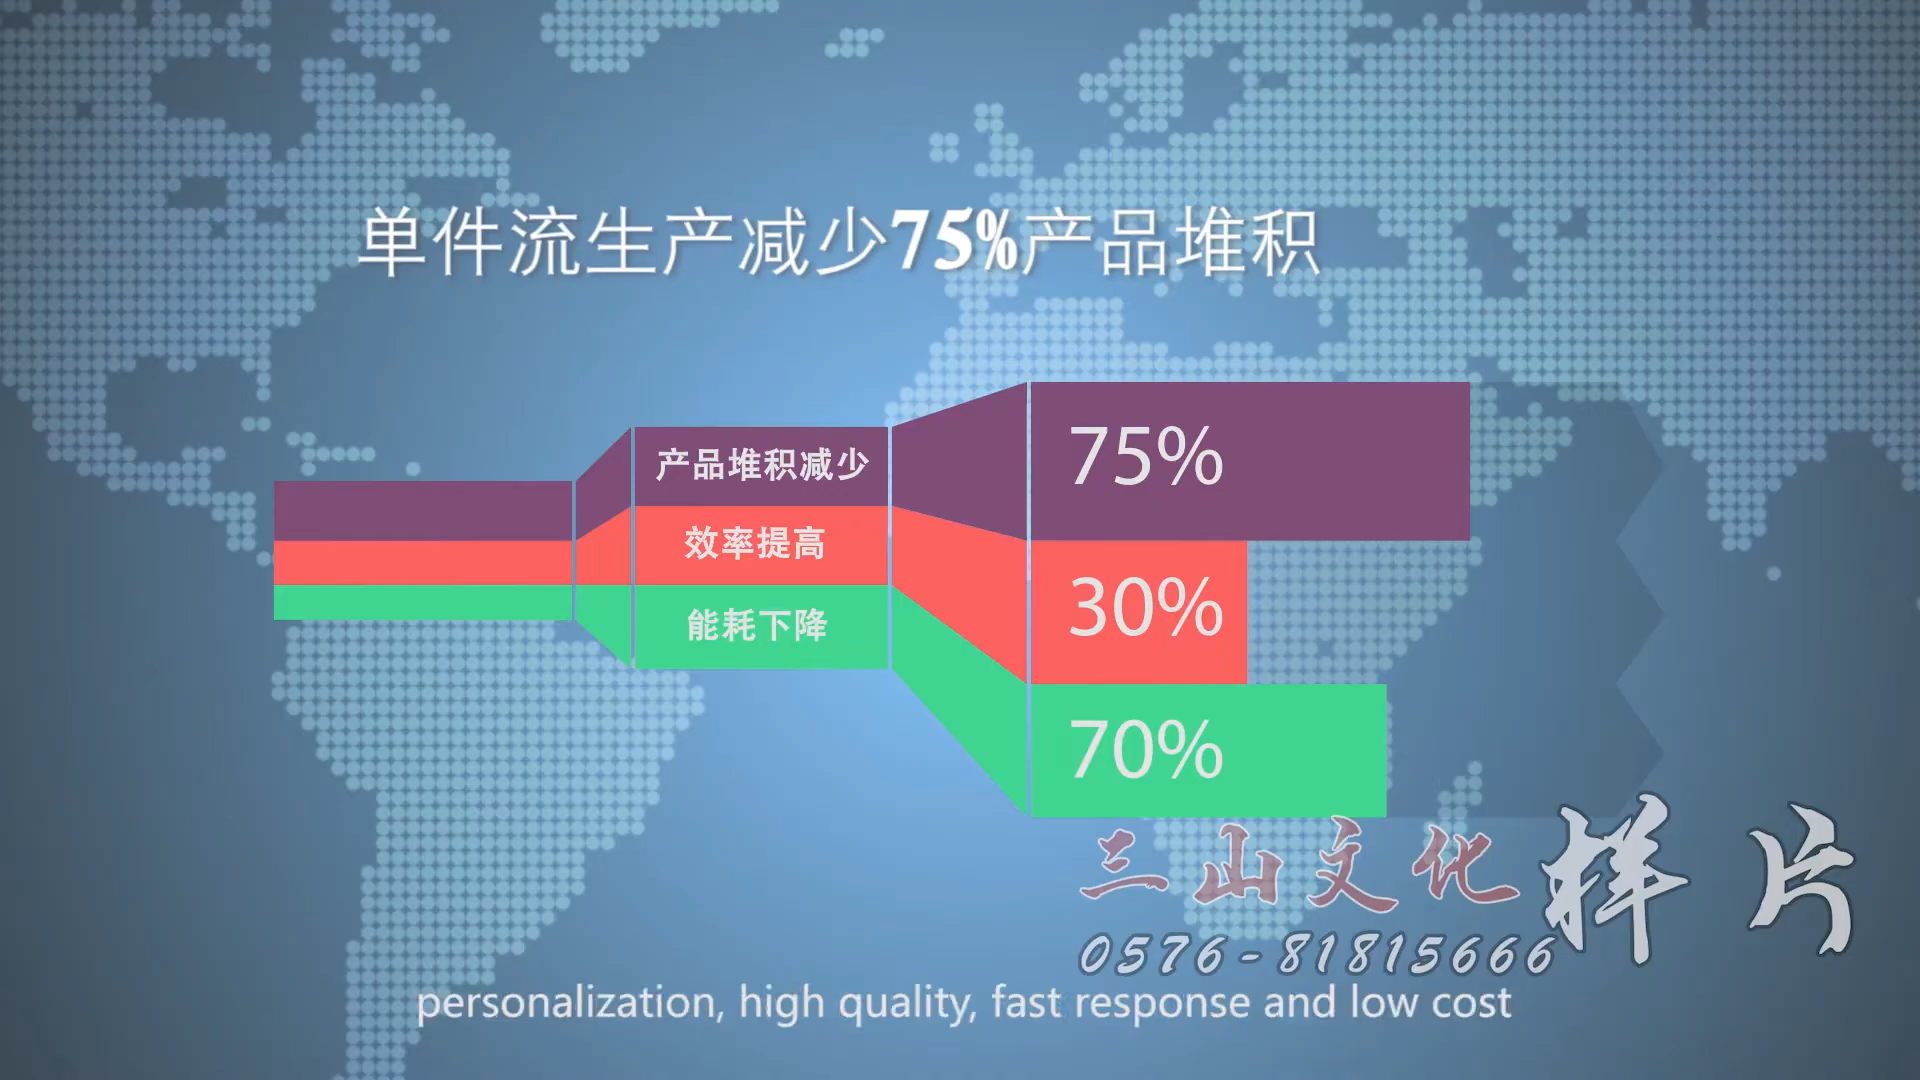 单件流生产减少75%产品堆积
产品堆积减少
75%
效率提高
30%
能耗下降
70%
三山文化样片
0576-81815666
personalization, high quality, fast response and low cost